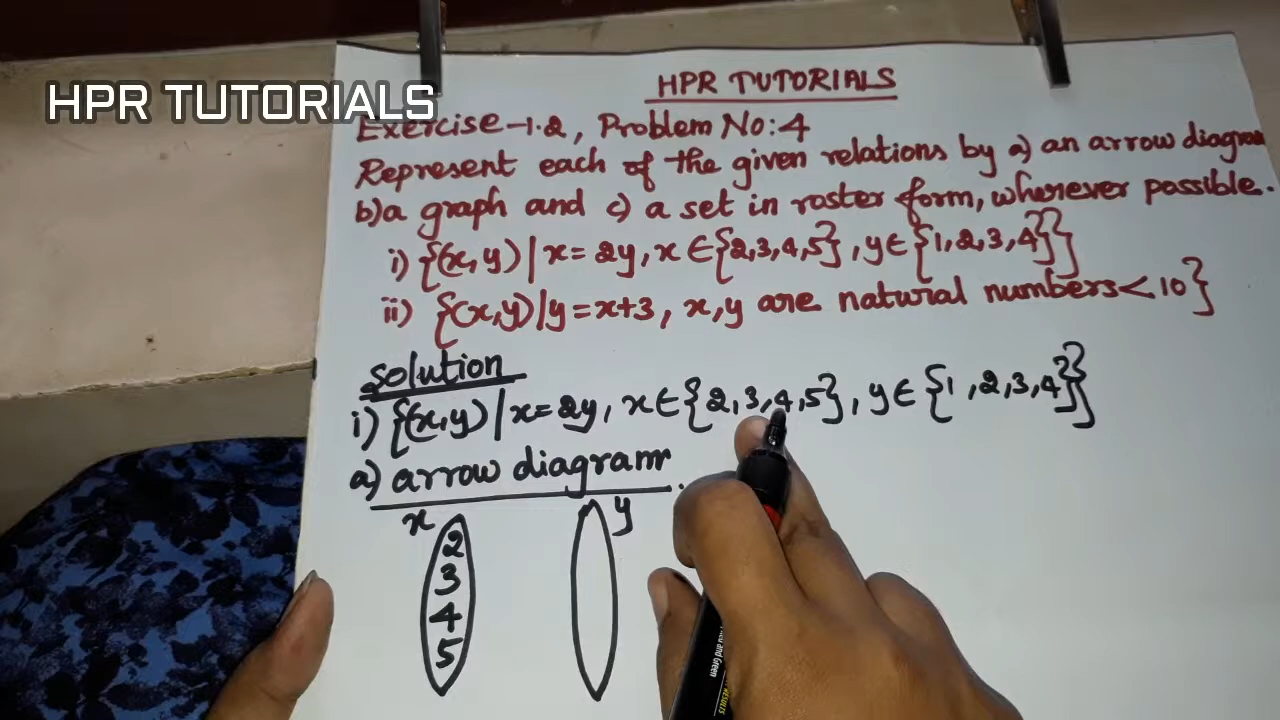 HPR TUTORIALS
HPR TUTORIALS
Exercise-1.2, Problem No:4
Represent each of the given relations by a) an arrow diagram
b)a graph and c) a set in roster form, whenever possible.
i) {(x,y)|x=2y, x∈{2,3,4,5}, y∈{1,2,3,4}}
ii) {(x,y)|y=x+3, x,y are natural numbers<10}
Solution
i) {(x,y)|x=2y, x∈{2,3,4,5}, y∈{1,2,3,4}}
a) arrow diagram
x y
2
3
4
5